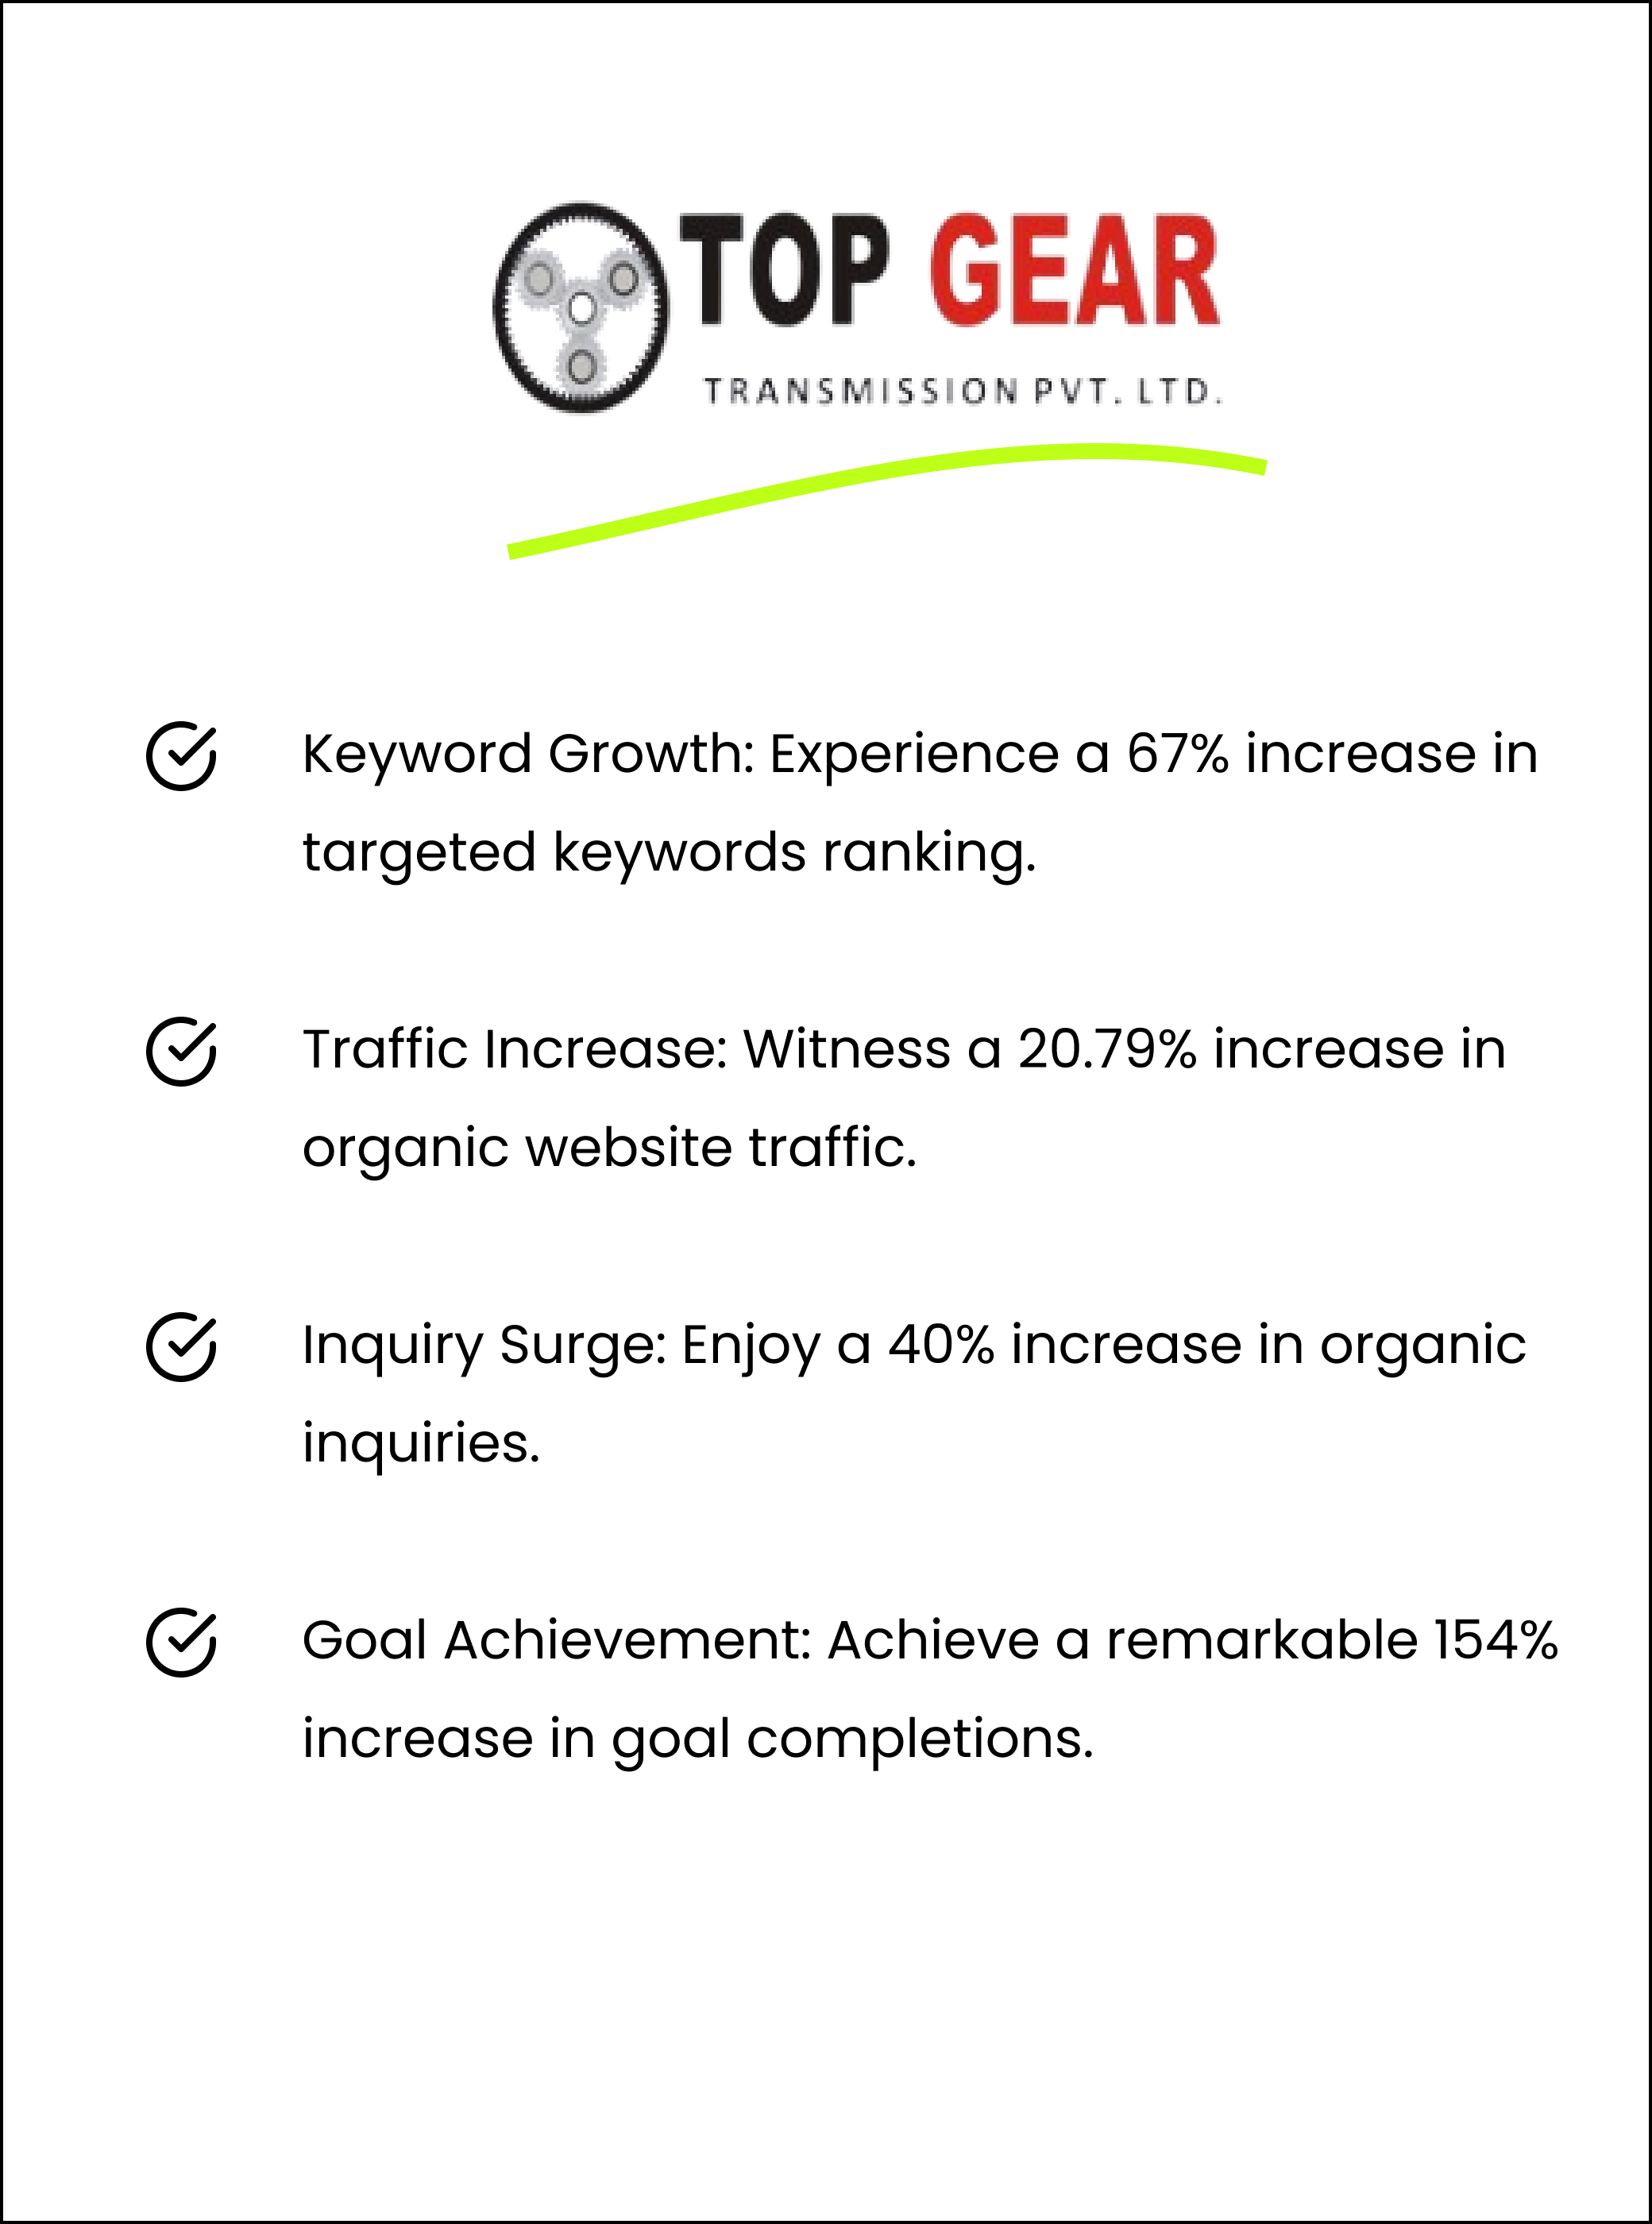 TOP GEAR
TRANSMISSION PVT. LTD.
Keyword Growth: Experience a 67% increase in
targeted keywords ranking.
Traffic Increase: Witness a 20.79% increase in
organic website traffic.
Inquiry Surge: Enjoy a 40% increase in organic
inquiries.
Goal Achievement: Achieve a remarkable 154%
increase in goal completions.